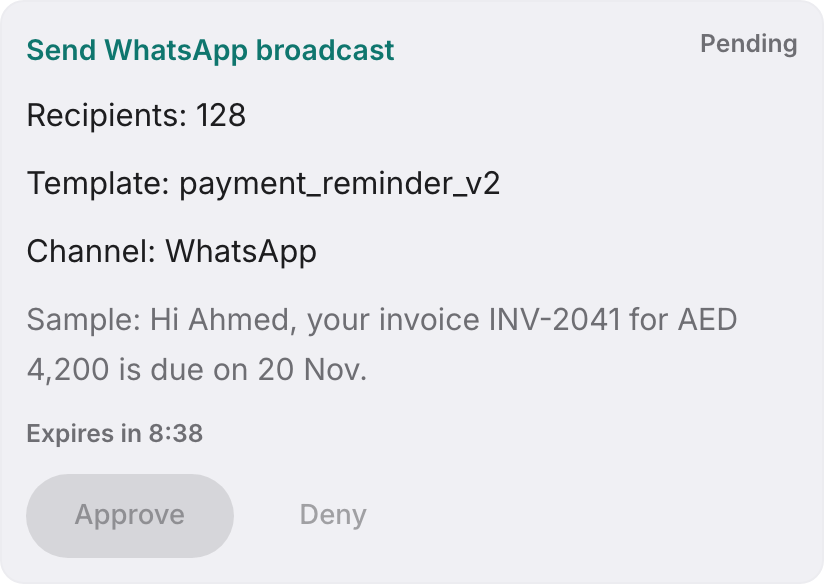 Send WhatsApp broadcast
Pending
Recipients: 128
Template: payment_reminder_v2
Channel: WhatsApp
Sample: Hi Ahmed, your invoice INV-2041 for AED
4,200 is due on 20 Nov.
Expires in 8:38
Approve
Deny